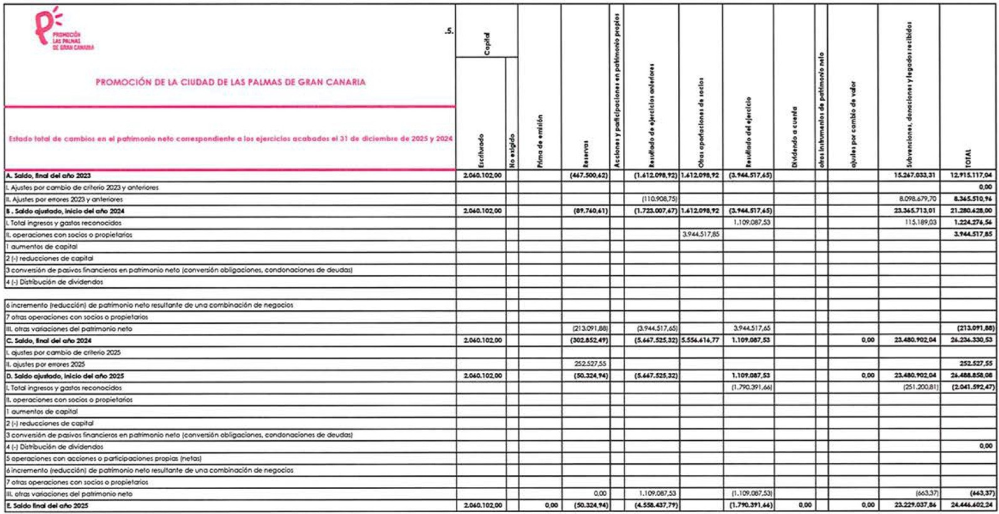 PROMOCIÓN
LAS PALMAS
DE GRAN CANARIA
.5.
PROMOCIÓN DE LA CIUDAD DE LAS PALMAS DE GRAN CANARIA
Estado total de cambios en el patrimonio neto correspondiente a los ejercicios acabados el 31 de diciembre de 2025 y 2024
Capital
Escriturado
No exigido
Prima de emisión
Reservas
Acciones y participaciones en patrimonio propios
Resultado de ejercicios anteriores
Otras aportaciones de socios
Resultado del ejercicio
Dividendo a cuenta
otros instrumentos de patrimonio neto
ajustes por cambio de valor
Subvenciones, donaciones y legados recibidos
TOTAL
A. Saldo, final del año 2023 2.060.102,00 (467.500,62) (1.612.098,92) 1.612.098,92 (3.944.517,65) 15.267.033,31 12.915.117,04
I. Ajustes por cambio de criterio 2023 y anteriores 0,00
II. Ajustes por errores 2023 y anteriores (110.908,75) 8.098.679,70 8.365.510,96
B . Saldo ajustado, inicio del año 2024 2.060.102,00 (89.760,61) (1.723.007,67) 1.612.098,92 (3.944.517,65) 23.365.713,01 21.280.628,00
I. Total ingresos y gastos reconocidos 1.109.087,53 115.189,03 1.224.276,56
II. operaciones con socios o propietarios 3.944.517,85 3.944.517,85
1 aumentos de capital
2 (-) reducciones de capital
3 conversión de pasivos financieros en patrimonio neto (conversión obligaciones, condonaciones de deudas)
4 (-) Distribución de dividendos
6 incremento (reducción) de patrimonio neto resultante de una combinación de negocios
7 otras operaciones con socios o propietarios
III. otras variaciones del patrimonio neto (213.091,88) (3.944.517,65) 3.944.517,65 (213.091,88)
C. Saldo, final del año 2024 2.060.102,00 (302.852,49) (5.667.525,32) 5.556.616,77 1.109.087,53 0,00 23.480.902,04 26.236.330,53
I. ajustes por cambio de criterio 2025
II. ajustes por errores 2025 252.527,55 252.527,55
D. Saldo ajustado, inicio del año 2025 2.060.102,00 (50.324,94) (5.667.525,32) 1.109.087,53 0,00 23.480.902,04 26.488.858,08
I. Total ingresos y gastos reconocidos (1.790.391,66) (251.200,81) (2.041.592,47)
II. operaciones con socios o propietarios
1 aumentos de capital
2 (-) reducciones de capital
3 conversión de pasivos financieros en patrimonio neto (conversión obligaciones, condonaciones de deudas)
4 (-) Distribución de dividendos 0,00
5 operaciones con acciones o participaciones propias (netas)
6 incremento (reducción) de patrimonio neto resultante de una combinación de negocios
7 otras operaciones con socios o propietarios
III. otras variaciones del patrimonio neto 0,00 1.109.087,53 (1.109.087,53) (663,37) (663,37)
E. Saldo final del año 2025 2.060.102,00 0,00 (50.324,94) (4.558.437,79) (1.790.391,66) 0,00 0,00 23.229.037,86 24.446.602,24